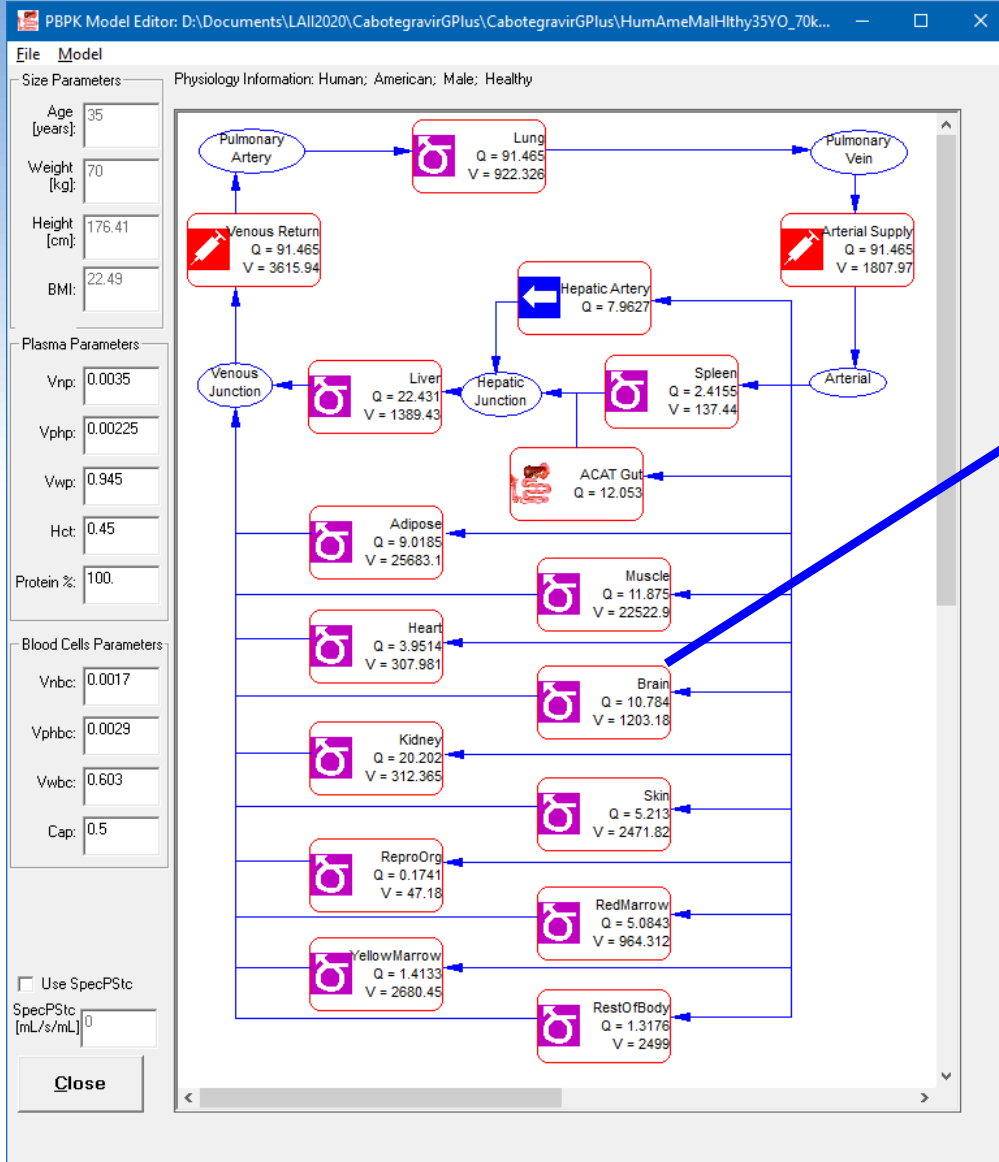 PBPK Model Editor: D:\Documents\LAII2020\CabotegravirGPlus\CabotegravirGPlus\HumAmeMalHlthy35YO_70k...
File Model
Size Parameters
Age [years]: 35
Weight [kg]: 70
Height [cm]: 176.41
BMI: 22.49
Plasma Parameters
Vnp: 0.0035
Vphp: 0.00225
Vwp: 0.945
Hct: 0.45
Protein %: 100.
Blood Cells Parameters
Vnbc: 0.0017
Vphbc: 0.0029
Vwbc: 0.603
Cap: 0.5
Use SpecPStc
SpecPStc [mL/s/mL] 0
Close
Physiology Information: Human; American; Male; Healthy
Pulmonary
Artery
Lung
Q = 91.465
V = 922.326
Pulmonary
Vein
Venous Return
Q = 91.465
V = 3615.94
Arterial Supply
Q = 91.465
V = 1807.97
Hepatic Artery
Q = 7.9627
Venous
Junction
Liver
Q = 22.431
V = 1389.43
Hepatic
Junction
Spleen
Q = 2.4155
V = 137.44
Arterial
ACAT Gut
Q = 12.053
Adipose
Q = 9.0185
V = 25683.1
Muscle
Q = 11.875
V = 22522.9
Heart
Q = 3.9514
V = 307.981
Brain
Q = 10.784
V = 1203.18
Kidney
Q = 20.202
V = 312.365
Skin
Q = 5.213
V = 2471.82
ReproOrg
Q = 0.1741
V = 47.18
RedMarrow
Q = 5.0843
V = 964.312
YellowMarrow
Q = 1.4133
V = 2680.45
RestOfBody
Q = 1.3176
V = 2499